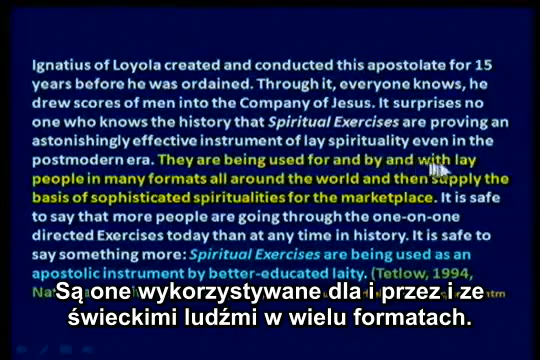 Ignatius of Loyola created and conducted this apostolate for 15
years before he was ordained. Through it, everyone knows, he
drew scores of men into the Company of Jesus. It surprises no
one who knows the history that Spiritual Exercises are proving an
astonishingly effective instrument of lay spirituality even in the
postmodern era. They are being used for and by and with lay
people in many formats all around the world and then supply the
basis of sophisticated spiritualities for the marketplace. It is safe
to say that more people are going through the one-on-one
directed Exercises today than at any time in history. It is safe to
say something more: Spiritual Exercises are being used as an
apostolic instrument by better-educated laity. (Tetlow, 1994,
Są one wykorzystywane dla i przez i ze
świeckimi ludźmi w wielu formatach.